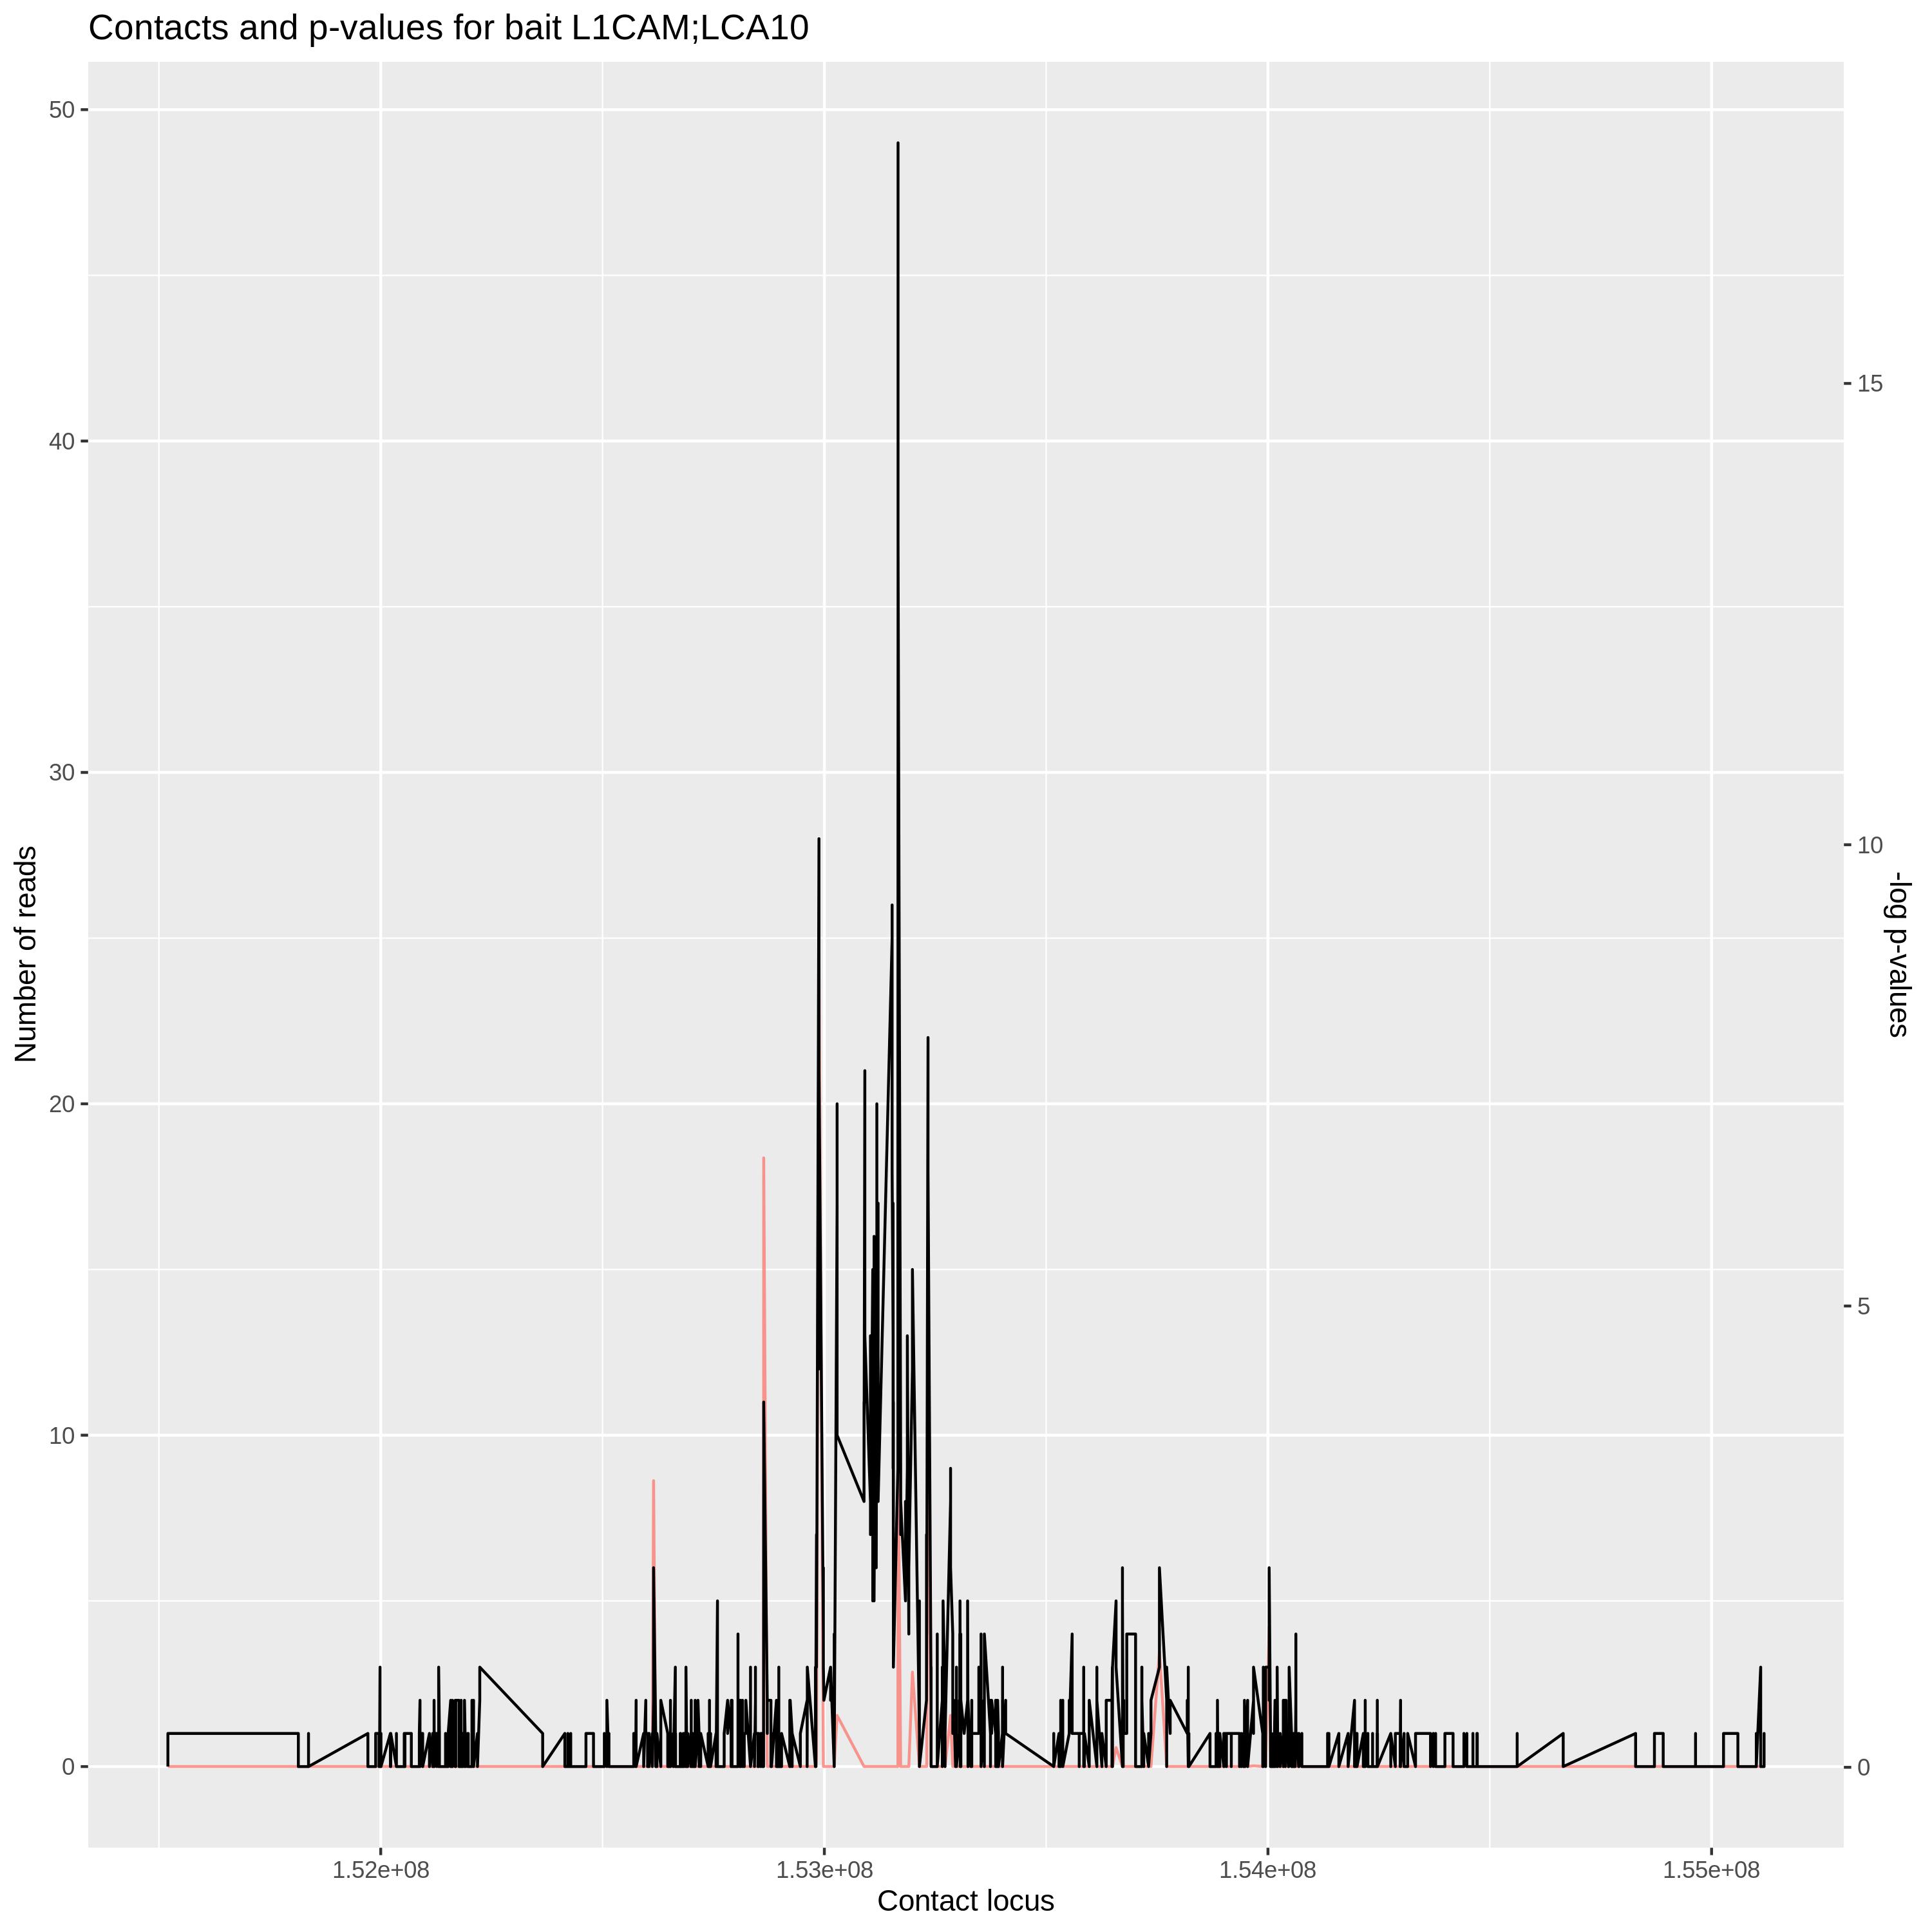 Contacts and p-values for bait L1CAM;LCA10
50
40
30
20
10
0
Number of reads
15
10
5
0
-log p-values
1.52e+08
1.53e+08
1.54e+08
1.55e+08
Contact locus